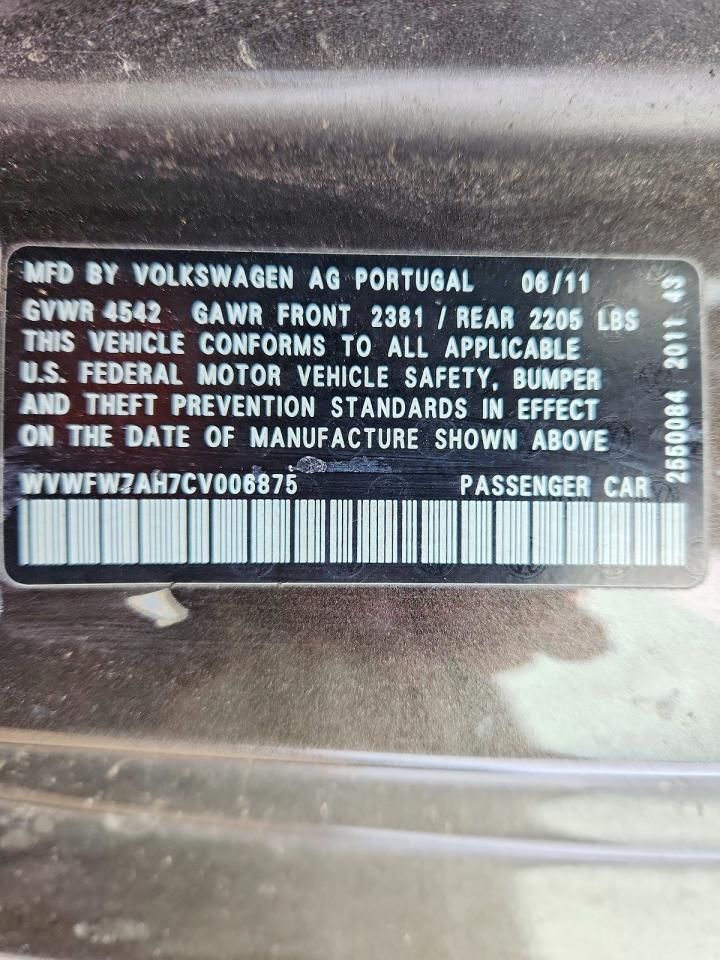 MFD BY VOLKSWAGEN AG PORTUGAL 06/11
GVWR 4542 GAWR FRONT 2381 / REAR 2205 LBS
THIS VEHICLE CONFORMS TO ALL APPLICABLE
U.S. FEDERAL MOTOR VEHICLE SAFETY, BUMPER
AND THEFT PREVENTION STANDARDS IN EFFECT
ON THE DATE OF MANUFACTURE SHOWN ABOVE
WVWFW7AH7CV006875 PASSENGER CAR
2550084 2011 43